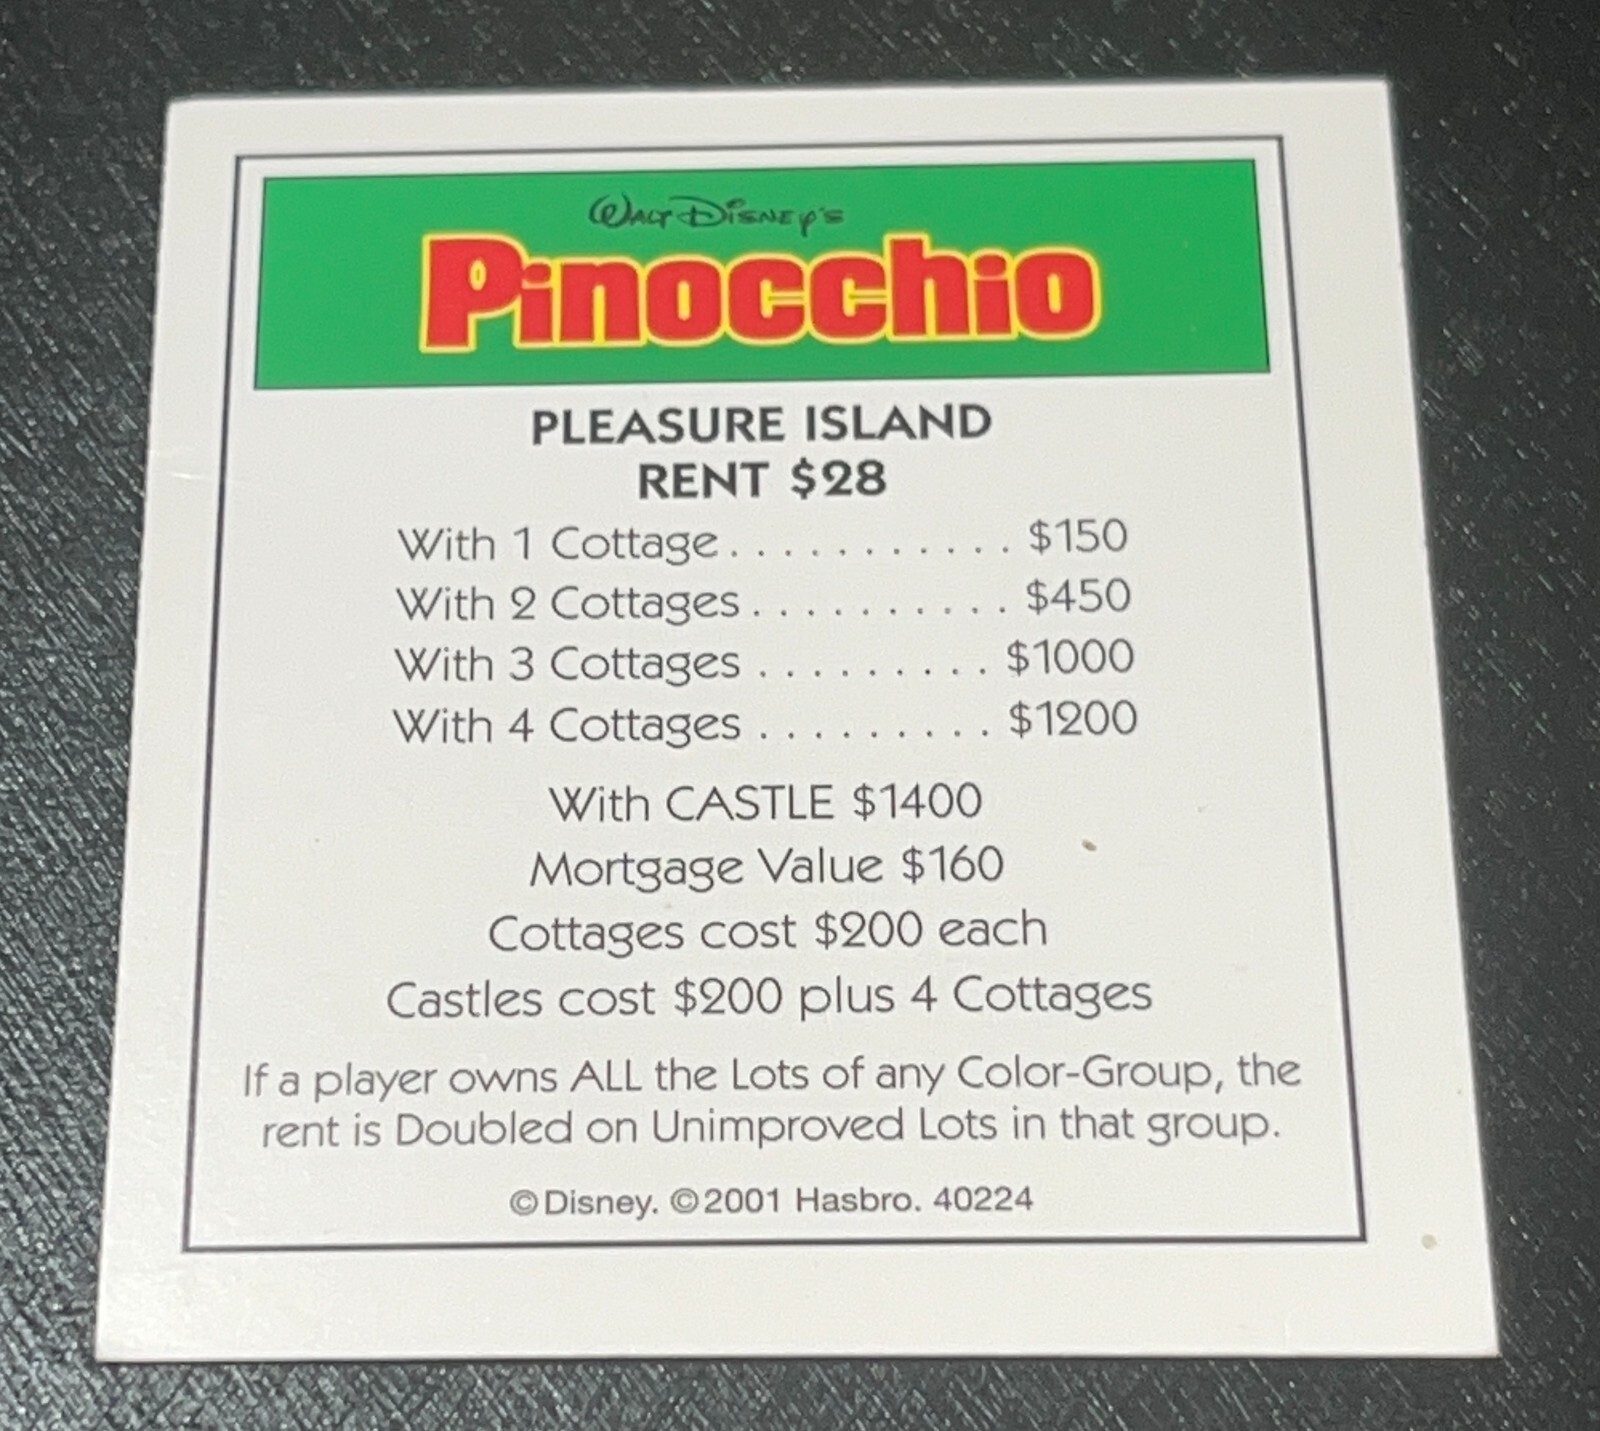 Walt Disney's
Pinocchio
PLEASURE ISLAND
RENT $28
With 1 Cottage. . . . . . . . . . . $150
With 2 Cottages . . . . . . . . . . $450
With 3 Cottages . . . . . . . . . $1000
With 4 Cottages . . . . . . . . . $1200
With CASTLE $1400
Mortgage Value $160
Cottages cost $200 each
Castles cost $200 plus 4 Cottages
If a player owns ALL the Lots of any Color-Group, the
rent is Doubled on Unimproved Lots in that group.
©Disney. ©2001 Hasbro. 40224